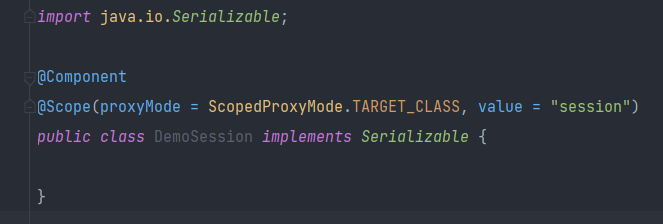 import java.io.Serializable;
@Component
@Scope(proxyMode = ScopedProxyMode.TARGET_CLASS, value = "session")
public class DemoSession implements Serializable {
}